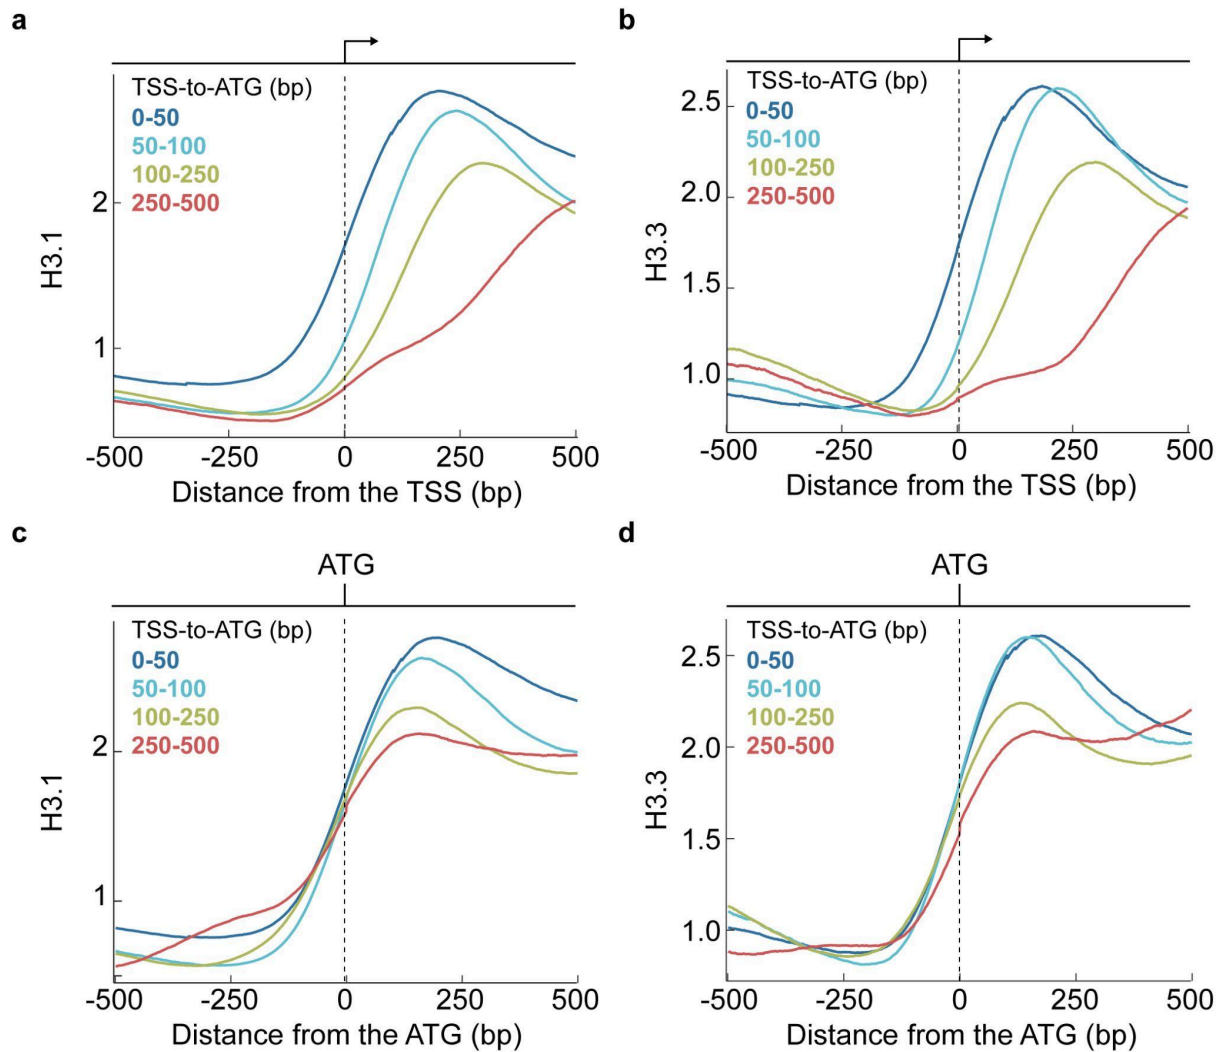 a
TSS-to-ATG (bp)
0-50
50-100
100-250
250-500
H3.1
2
1
-500 -250 0 250 500
Distance from the TSS (bp)
b
TSS-to-ATG (bp)
0-50
50-100
100-250
250-500
H3.3
2.5
2.0
1.5
1.0
-500 -250 0 250 500
Distance from the TSS (bp)
c
ATG
TSS-to-ATG (bp)
0-50
50-100
100-250
250-500
H3.1
2
1
-500 -250 0 250 500
Distance from the ATG (bp)
d
ATG
TSS-to-ATG (bp)
0-50
50-100
100-250
250-500
H3.3
2.5
2.0
1.5
1.0
-500 -250 0 250 500
Distance from the ATG (bp)